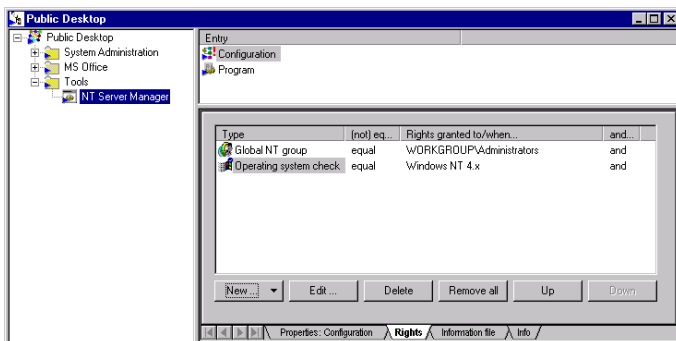 Public Desktop
Public Desktop
System Administration
MS Office
Tools
NT Server Manager
Entry
Configuration
Program
Type (not) eq... Rights granted to/when... and...
Global NT group equal WORKGROUP\Administrators and
Operating system check equal Windows NT 4.x and
New ... Edit ... Delete Remove all Up Down
Properties: Configuration Rights Information file Info